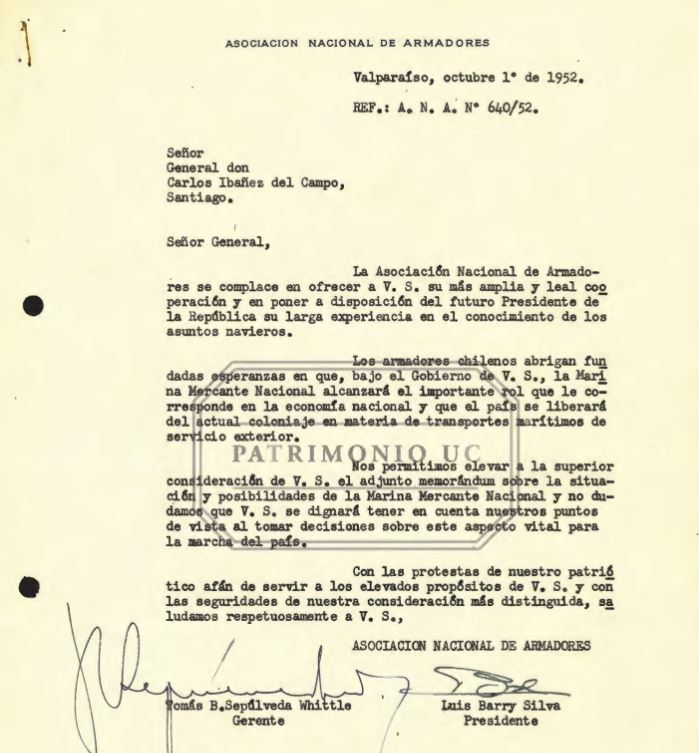 ASOCIACION NACIONAL DE ARMADORES
Valparaíso, octubre 1° de 1952.
REF.: A. N. A. N° 640/52.
Señor
General don
Carlos Ibañez del Campo,
Santiago.
Señor General,
La Asociación Nacional de Armado-
res se complace en ofrecer a V. S. su más amplia y leal coo
peración y en poner a disposición del futuro Presidente de
la República su larga experiencia en el conocimiento de los
asuntos navieros.
Los armadores chilenos abrigan fun
dadas esperanzas en que, bajo el Gobierno de V. S., la Mari
na Mercante Nacional alcanzará el importante rol que le co-
rresponde en la economía nacional y que el país se liberará
del actual coloniaje en materia de transportes marítimos de
servicio exterior.
PATRIMONIO UC
Nos permitimos elevar a la superior
consideración de V. S. el adjunto memorándum sobre la situa-
ción y posibilidades de la Marina Mercante Nacional y no du-
damos que V. S. se dignará tener en cuenta nuestros puntos
de vista al tomar decisiones sobre este aspecto vital para
la marcha del país.
Con las protestas de nuestro patrió
tico afán de servir a los elevados propósitos de V. S. y con
las seguridades de nuestra consideración más distinguida, sa
ludamos respetuosamente a V. S.,
ASOCIACION NACIONAL DE ARMADORES
Tomás B.Sepúlveda Whittle
Gerente
Luis Barry Silva
Presidente